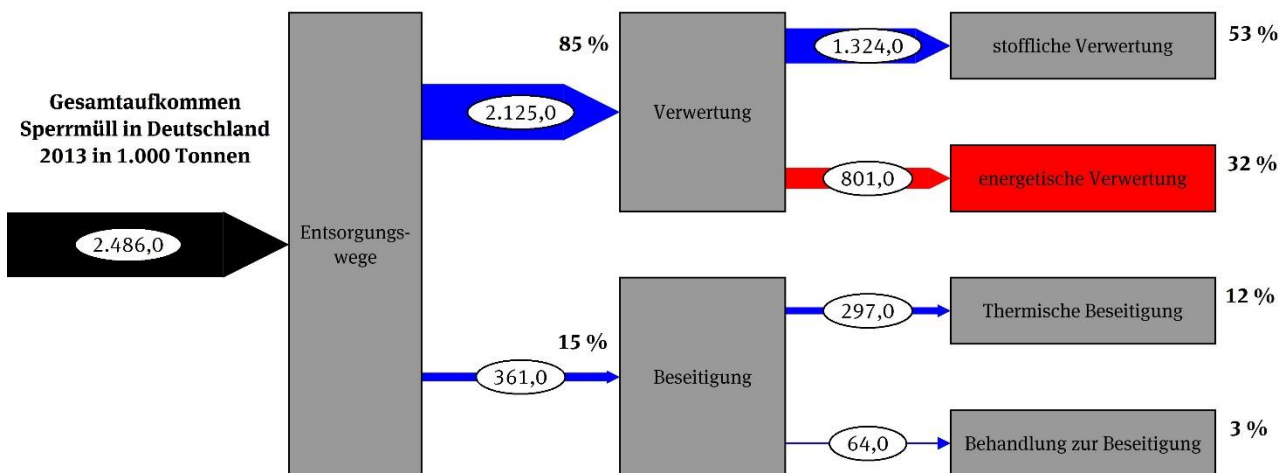 Gesamtaufkommen
Sperrmüll in Deutschland
2013 in 1.000 Tonnen
2.486,0
Entsorgungs-
wege
85 %
2.125,0
Verwertung
1.324,0
stoffliche Verwertung
53 %
801,0
energetische Verwertung
32 %
15 %
361,0
Beseitigung
297,0
Thermische Beseitigung
12 %
64,0
Behandlung zur Beseitigung
3 %